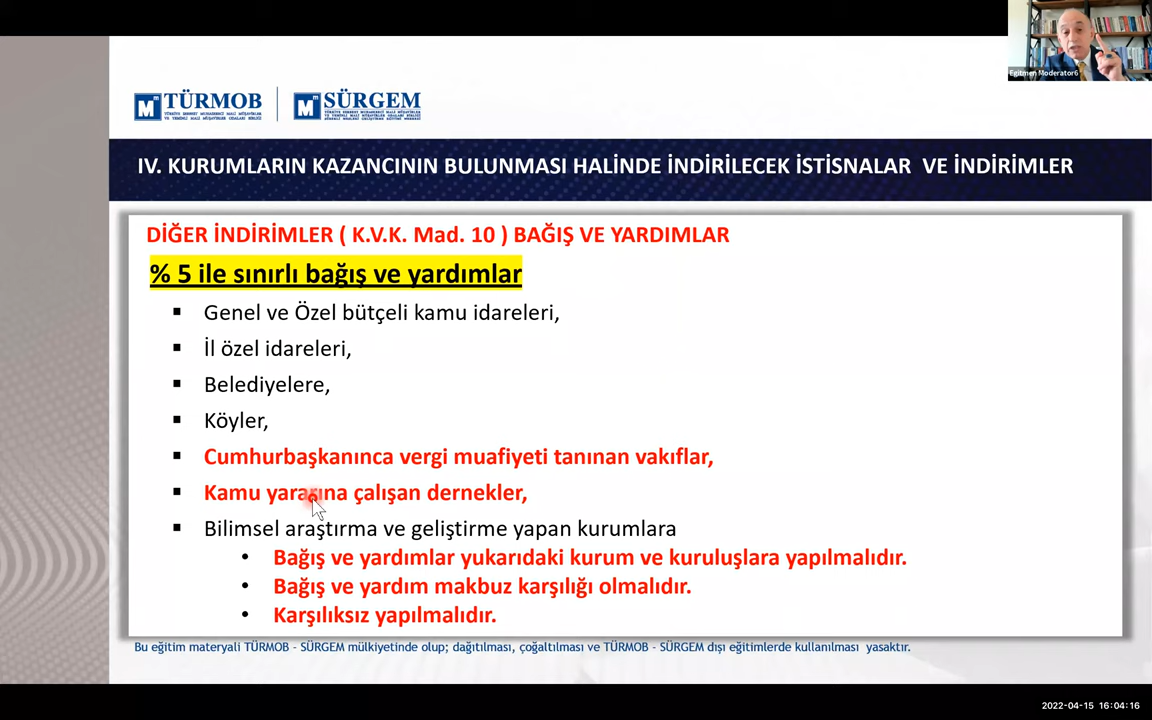 Egitmen Moderator6
TÜRMOB
SÜRGEM
IV. KURUMLARIN KAZANCININ BULUNMASI HALİNDE İNDİRİLECEK İSTİSNALAR VE İNDİRİMLER
DİĞER İNDİRİMLER ( K.V.K. Mad. 10 ) BAĞIŞ VE YARDIMLAR
% 5 ile sınırlı bağış ve yardımlar
▪ Genel ve Özel bütçeli kamu idareleri,
▪ İl özel idareleri,
▪ Belediyelere,
▪ Köyler,
▪ Cumhurbaşkanınca vergi muafiyeti tanınan vakıflar,
▪ Kamu yararına çalışan dernekler,
▪ Bilimsel araştırma ve geliştirme yapan kurumlara
• Bağış ve yardımlar yukarıdaki kurum ve kuruluşlara yapılmalıdır.
• Bağış ve yardım makbuz karşılığı olmalıdır.
• Karşılıksız yapılmalıdır.
Bu eğitim materyali TÜRMOB - SÜRGEM mülkiyetinde olup; dağıtılması, çoğaltılması ve TÜRMOB - SÜRGEM dışı eğitimlerde kullanılması yasaktır.
2022-04-15 16:04:16